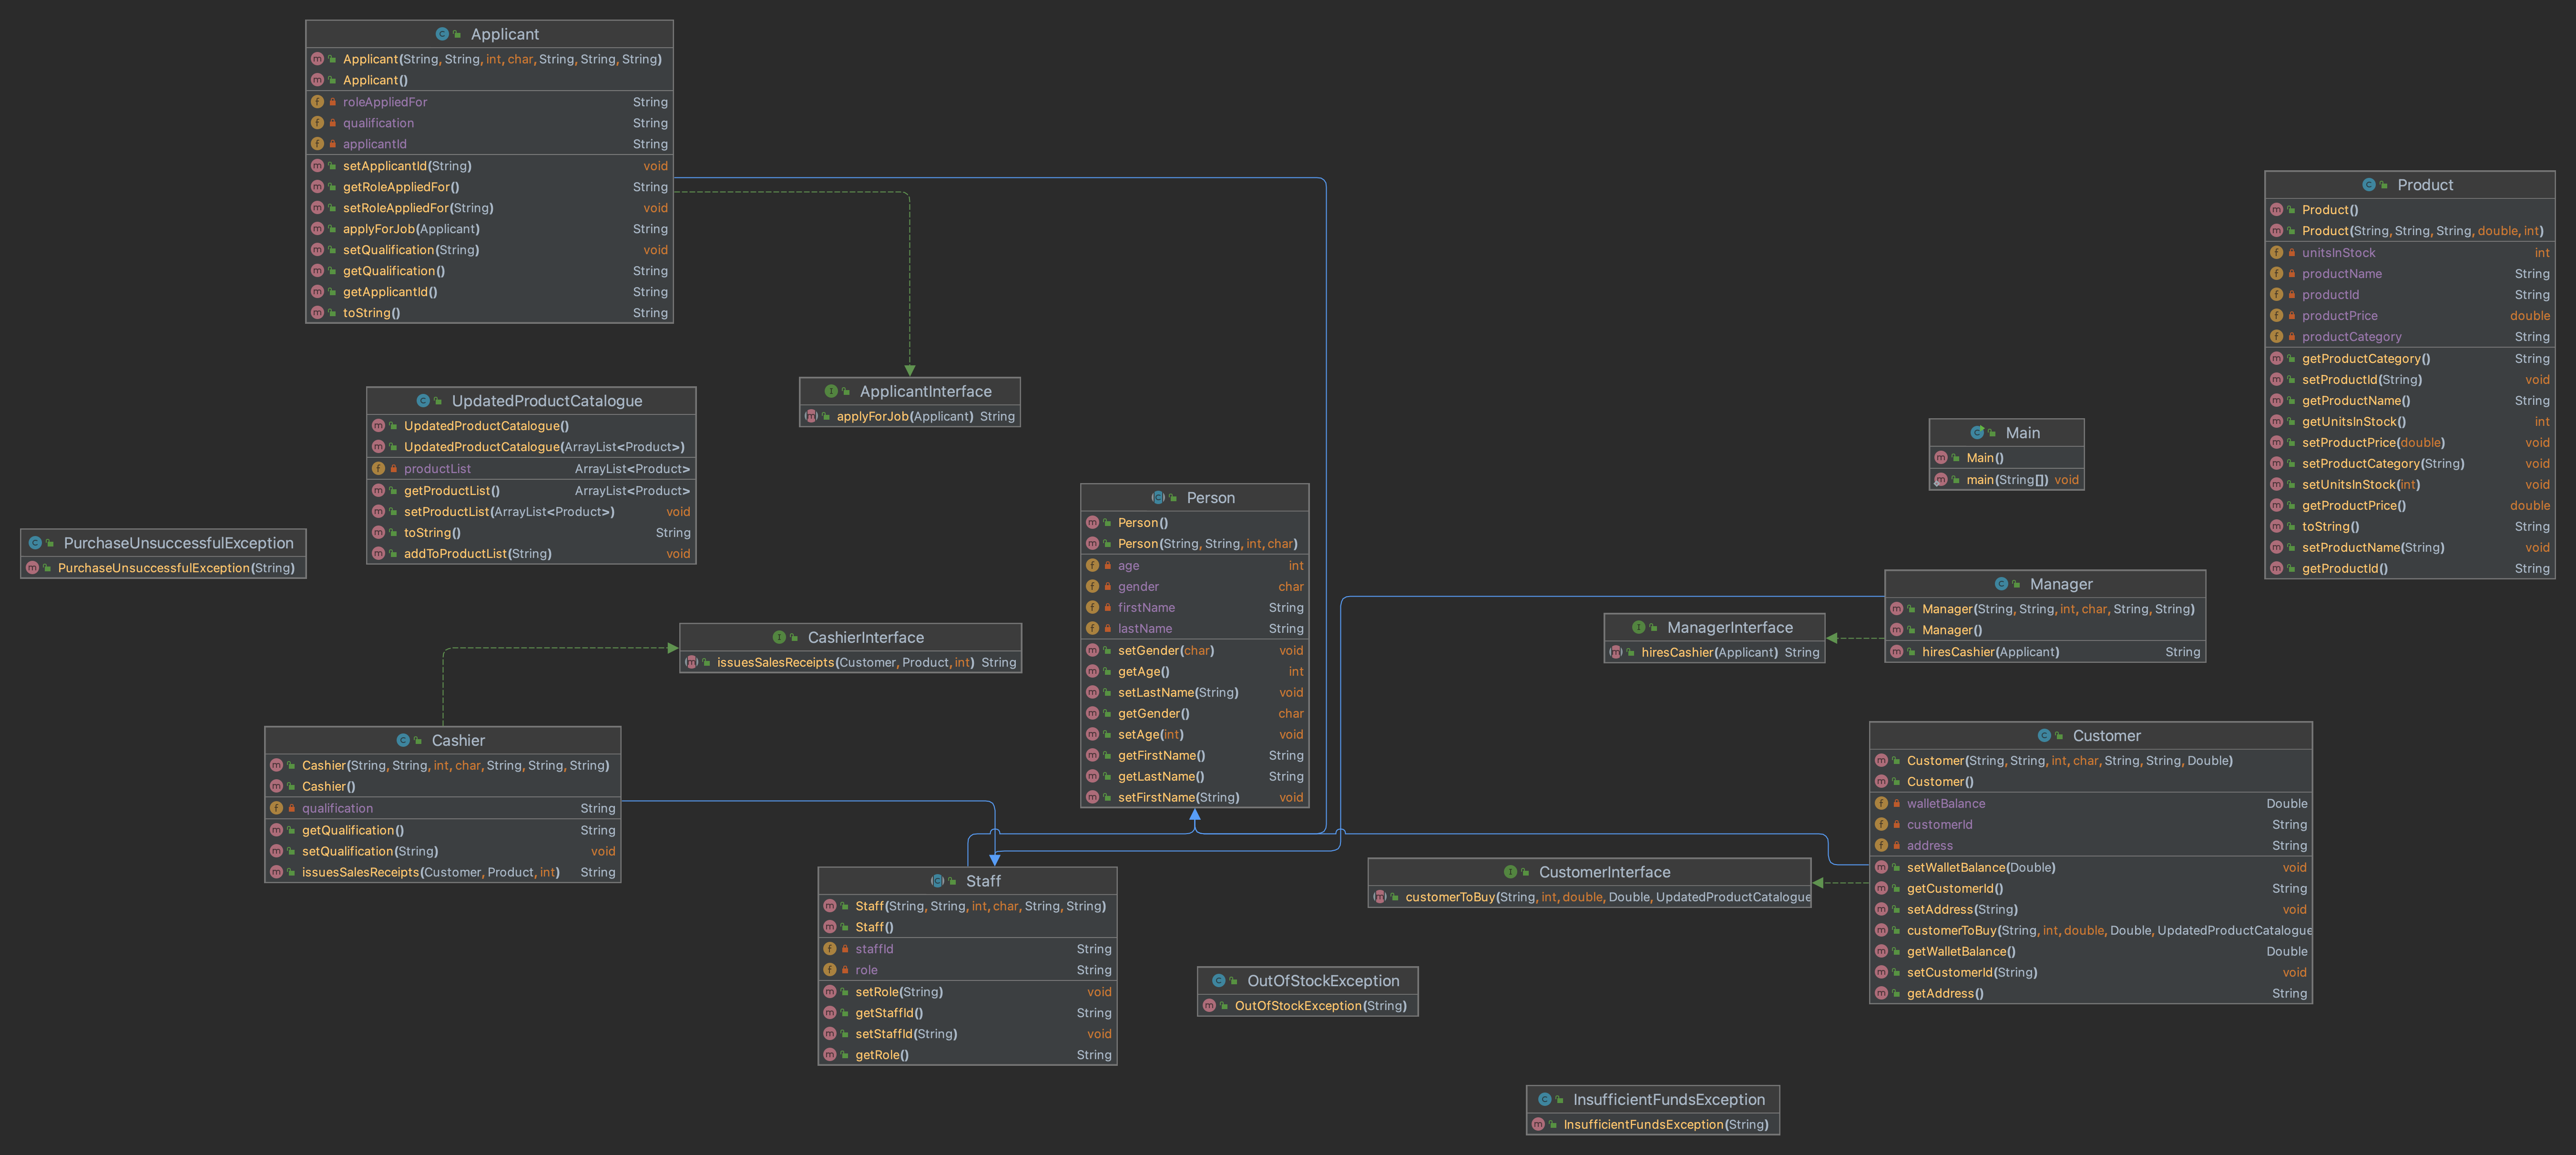 Applicant
Applicant(String, String, int, char, String, String, String)
Applicant()
roleAppliedFor String
qualification String
applicantId String
setApplicantId(String) void
getRoleAppliedFor() String
setRoleAppliedFor(String) void
applyForJob(Applicant) String
setQualification(String) void
getQualification() String
getApplicantId() String
toString() String
Product
Product()
Product(String, String, String, double, int)
unitsInStock int
productName String
productId String
productPrice double
productCategory String
getProductCategory() String
setProductId(String) void
getProductName() String
getUnitsInStock() int
setProductPrice(double) void
setProductCategory(String) void
setUnitsInStock(int) void
getProductPrice() double
toString() String
setProductName(String) void
getProductId() String
ApplicantInterface
applyForJob(Applicant) String
UpdatedProductCatalogue
UpdatedProductCatalogue()
UpdatedProductCatalogue(ArrayList<Product>)
productList ArrayList<Product>
getProductList() ArrayList<Product>
setProductList(ArrayList<Product>) void
toString() String
addToProductList(String) void
Main
Main()
main(String[]) void
Person
Person()
Person(String, String, int, char)
age int
gender char
firstName String
lastName String
setGender(char) void
getAge() int
setLastName(String) void
getGender() char
setAge(int) void
getFirstName() String
getLastName() String
setFirstName(String) void
PurchaseUnsuccessfulException
PurchaseUnsuccessfulException(String)
Manager
Manager(String, String, int, char, String, String)
Manager()
hiresCashier(Applicant) String
ManagerInterface
hiresCashier(Applicant) String
CashierInterface
issuesSalesReceipts(Customer, Product, int) String
Cashier
Cashier(String, String, int, char, String, String, String)
Cashier()
qualification String
getQualification() String
setQualification(String) void
issuesSalesReceipts(Customer, Product, int) String
Customer
Customer(String, String, int, char, String, String, Double)
Customer()
walletBalance Double
customerId String
address String
setWalletBalance(Double) void
getCustomerId() String
setAddress(String) void
customerToBuy(String, int, double, Double, UpdatedProductCatalogue
getWalletBalance() Double
setCustomerId(String) void
getAddress() String
CustomerInterface
customerToBuy(String, int, double, Double, UpdatedProductCatalogue
Staff
Staff(String, String, int, char, String, String)
Staff()
staffId String
role String
setRole(String) void
getStaffId() String
setStaffId(String) void
getRole() String
OutOfStockException
OutOfStockException(String)
InsufficientFundsException
InsufficientFundsException(String)